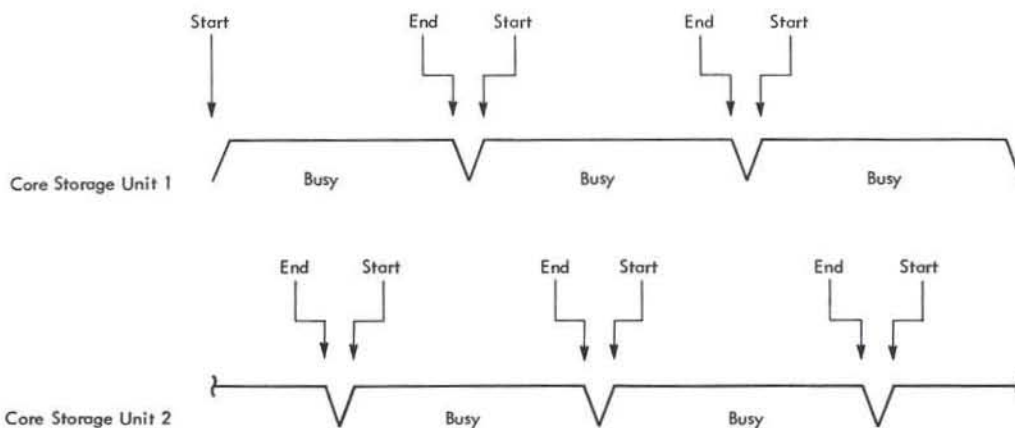 Start End Start End Start
Core Storage Unit 1 Busy Busy Busy
End Start End Start End Start
Core Storage Unit 2 Busy Busy